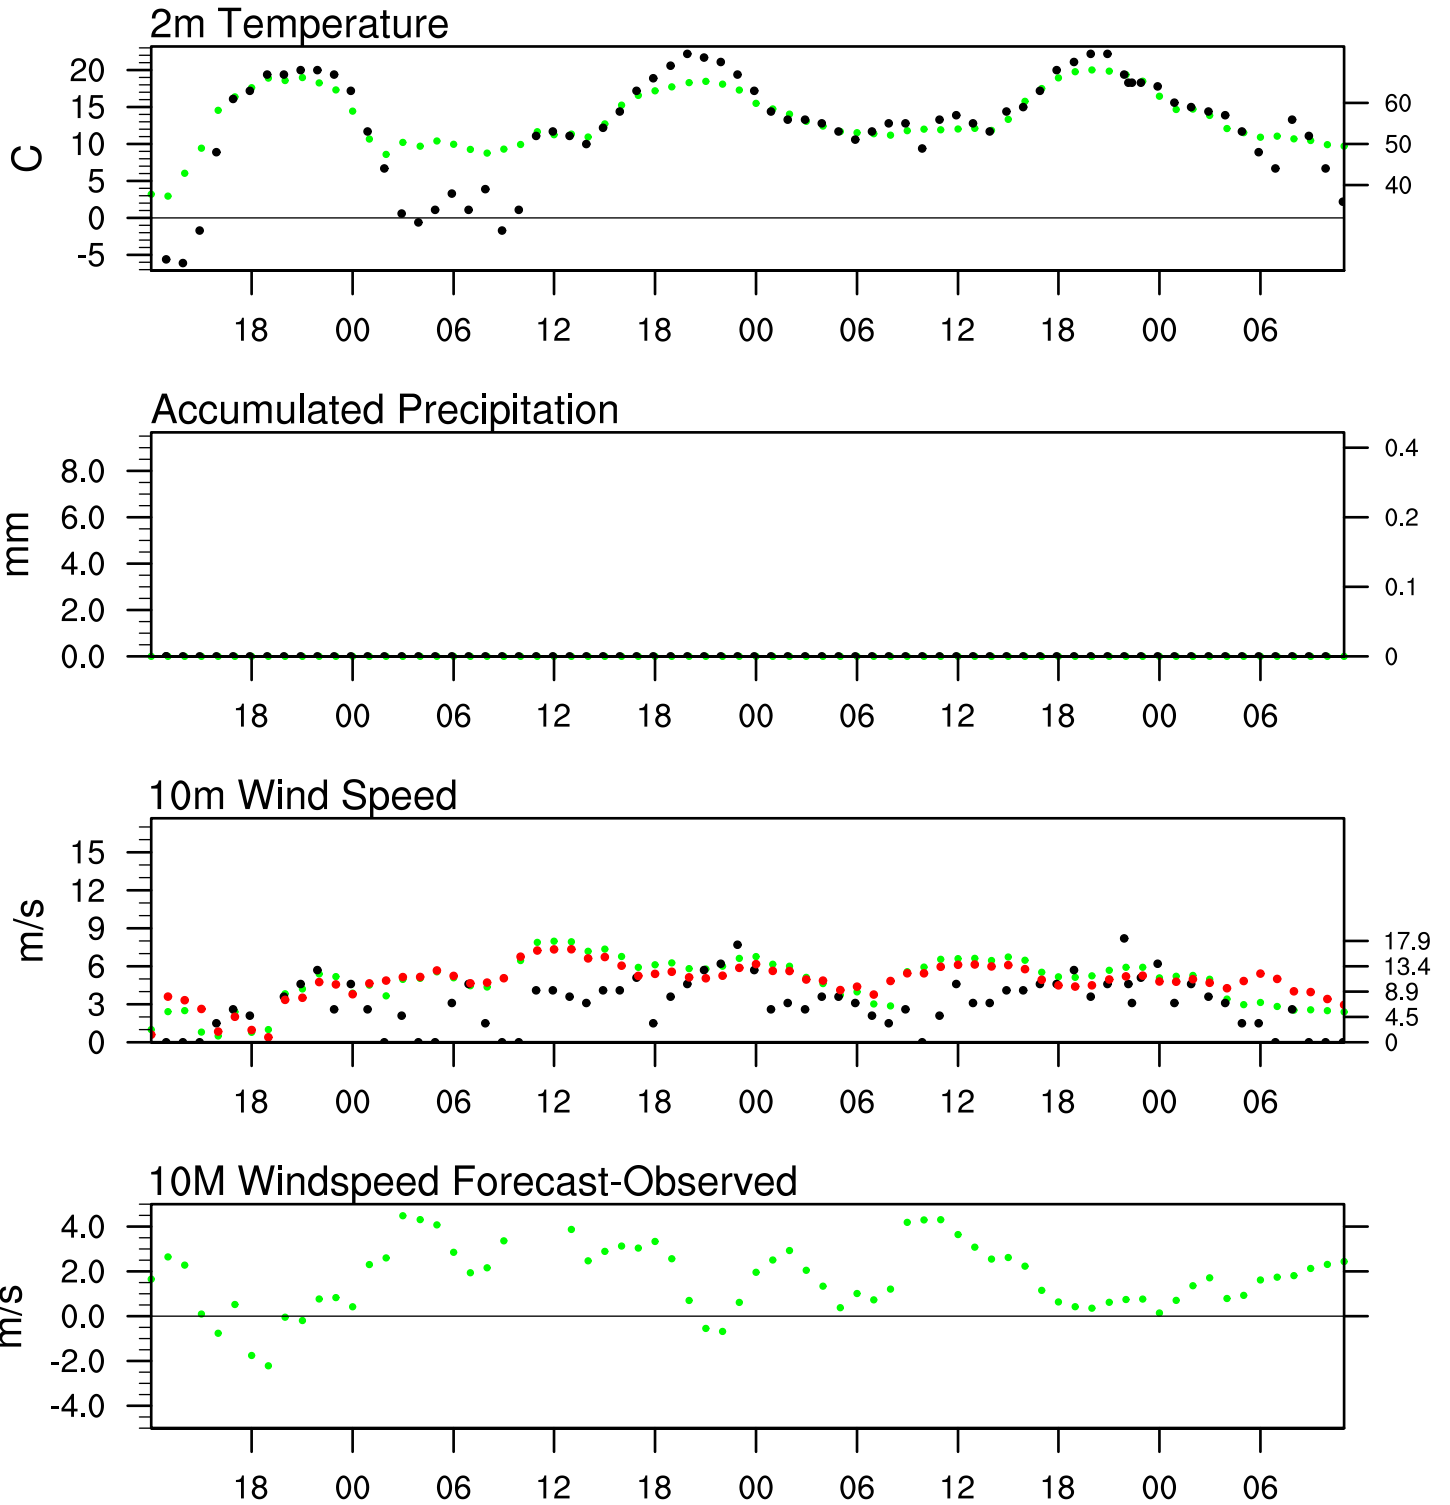 2m Temperature
20
15
10
5
0
-5
C
60
50
40
18 00 06 12 18 00 06 12 18 00 06
Accumulated Precipitation
8.0
6.0
4.0
2.0
0.0
mm
0.4
0.2
0.1
0
18 00 06 12 18 00 06 12 18 00 06
10m Wind Speed
15
12
9
6
3
0
m/s
17.9
13.4
8.9
4.5
0
18 00 06 12 18 00 06 12 18 00 06
10M Windspeed Forecast-Observed
4.0
2.0
0.0
-2.0
-4.0
m/s
18 00 06 12 18 00 06 12 18 00 06